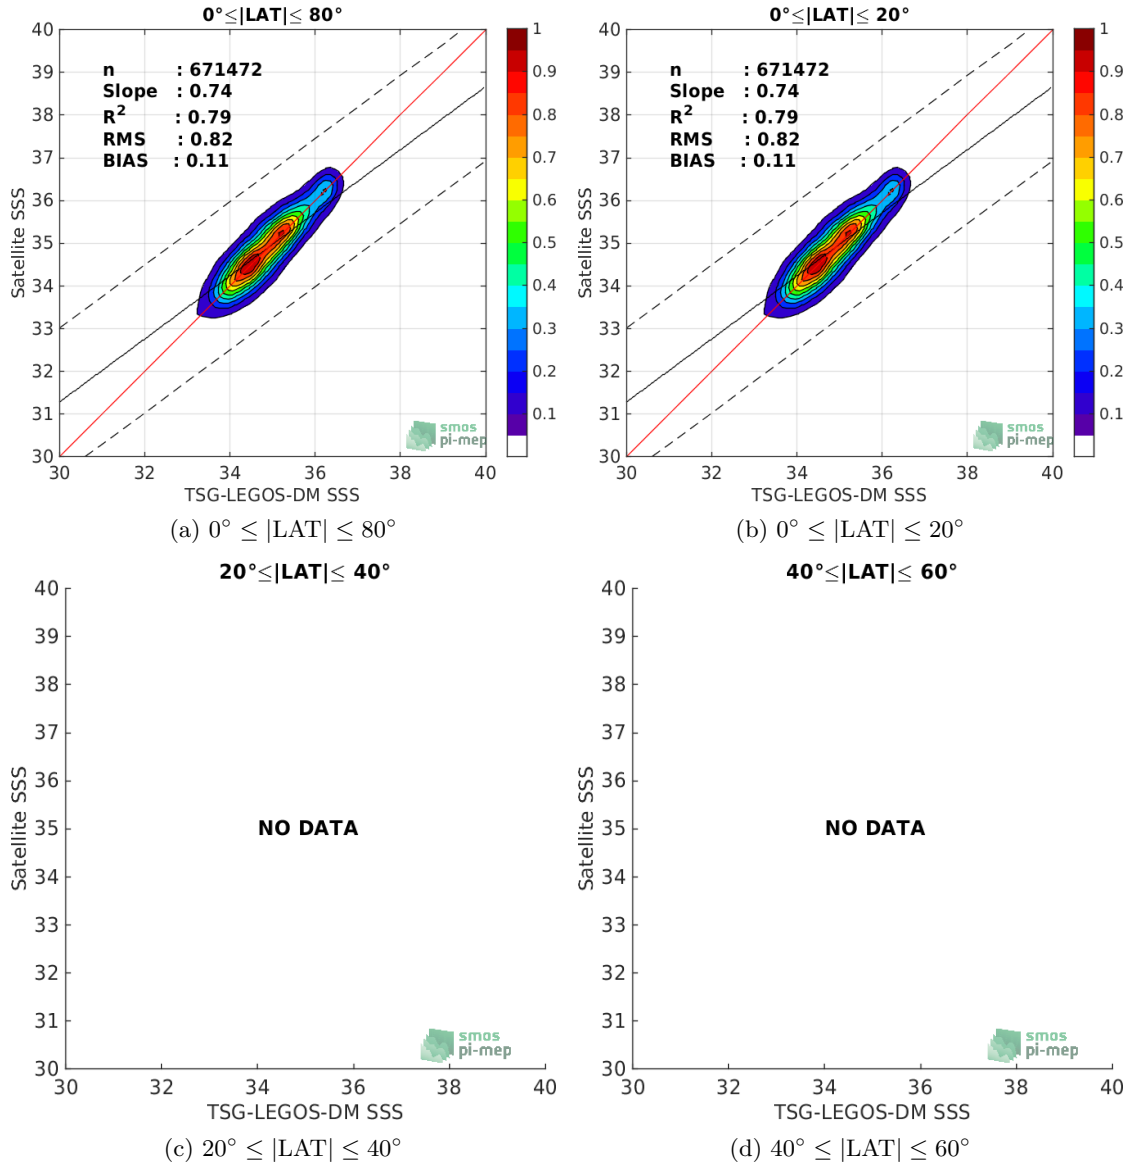 0°≤|LAT|≤ 80°
40
39
38
37
36
35
34
33
32
31
30
Satellite SSS
n : 671472
Slope : 0.74
R2 : 0.79
RMS : 0.82
BIAS : 0.11
smos
pi-mep
30 32 34 36 38 40
TSG-LEGOS-DM SSS
1
0.9
0.8
0.7
0.6
0.5
0.4
0.3
0.2
0.1
(a) 0° ≤ |LAT| ≤ 80°
0°≤|LAT|≤ 20°
40
39
38
37
36
35
34
33
32
31
30
Satellite SSS
n : 671472
Slope : 0.74
R2 : 0.79
RMS : 0.82
BIAS : 0.11
smos
pi-mep
30 32 34 36 38 40
TSG-LEGOS-DM SSS
1
0.9
0.8
0.7
0.6
0.5
0.4
0.3
0.2
0.1
(b) 0° ≤ |LAT| ≤ 20°
20°≤|LAT|≤ 40°
40
39
38
37
36
35
34
33
32
31
30
Satellite SSS
NO DATA
smos
pi-mep
30 32 34 36 38 40
TSG-LEGOS-DM SSS
(c) 20° ≤ |LAT| ≤ 40°
40°≤|LAT|≤ 60°
40
39
38
37
36
35
34
33
32
31
30
Satellite SSS
NO DATA
smos
pi-mep
30 32 34 36 38 40
TSG-LEGOS-DM SSS
(d) 40° ≤ |LAT| ≤ 60°